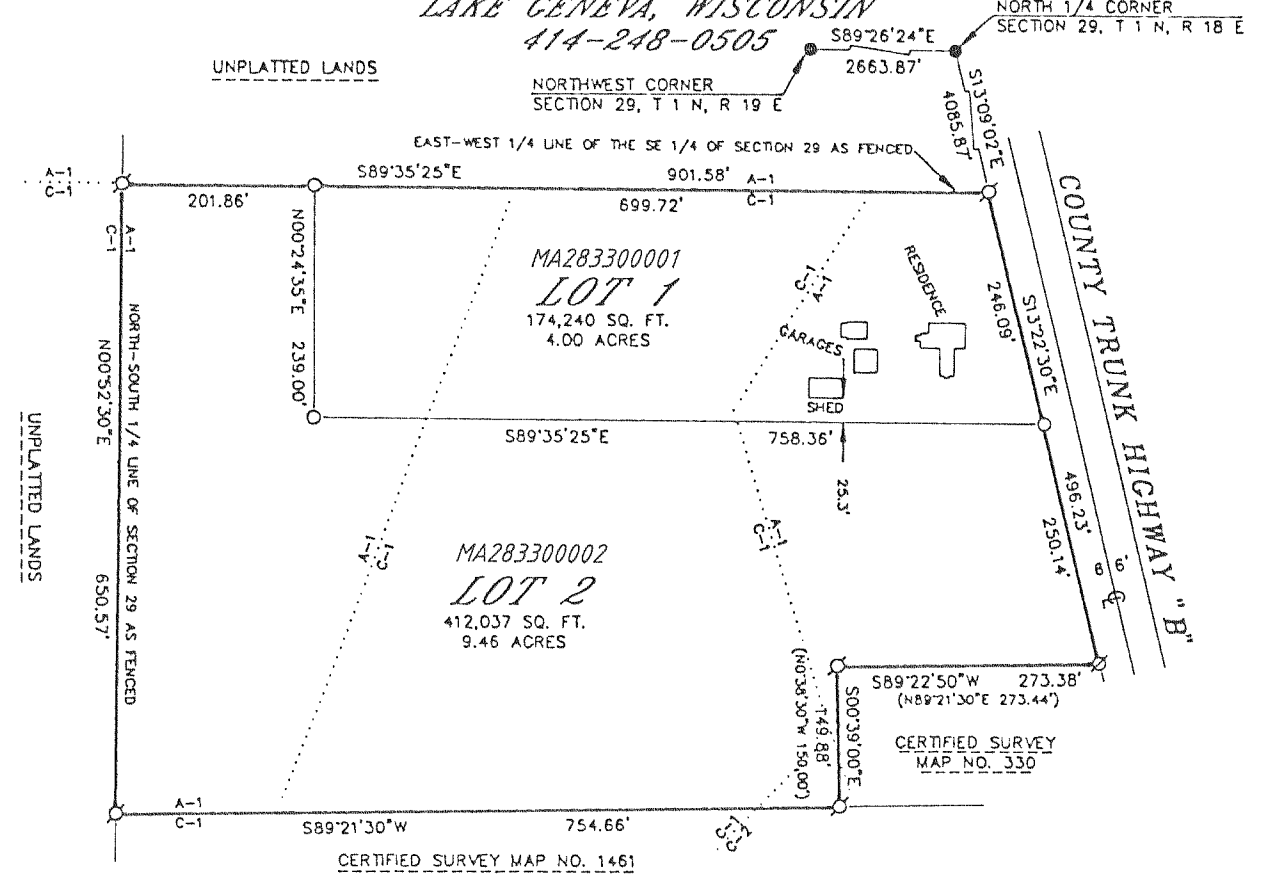 LAKE GENEVA, WISCONSIN
414-248-0505
NORTH 1/4 CORNER
SECTION 29, T 1 N, R 18 E
S89°26'24"E
2663.87'
UNPLATTED LANDS
NORTHWEST CORNER
SECTION 29, T 1 N, R 19 E
S13°09'02"E
4085.87'
EAST-WEST 1/4 LINE OF THE SE 1/4 OF SECTION 29 AS FENCED
A-1
C-1
S89°35'25"E
901.58'
A-1
C-1
201.86'
699.72'
COUNTY TRUNK HIGHWAY "B"
C-1
A-1
N00°24'35"E 239.00'
MA283300001
LOT 1
174,240 SQ. FT.
4.00 ACRES
C-1
A-1
RESIDENCE
GARAGES
SHED
S13°22'30"E
246.09'
496.23'
250.14'
66'
S89°35'25"E
758.36'
25.3'
NORTH-SOUTH 1/4 LINE OF SECTION 29 AS FENCED
N00°52'30"E
650.57'
UNPLATTED LANDS
A-1
C-1
A-1
C-1
MA283300002
LOT 2
412,037 SQ. FT.
9.46 ACRES
S89°22'50"W 273.38'
(N89°21'30"E 273.44')
S00°39'00"E
149.88'
(N0°38'30"W 150.00')
CERTIFIED SURVEY
MAP NO. 330
A-1
C-1
S89°21'30"W
754.66'
C-1
C-2
CERTIFIED SURVEY MAP NO. 1461